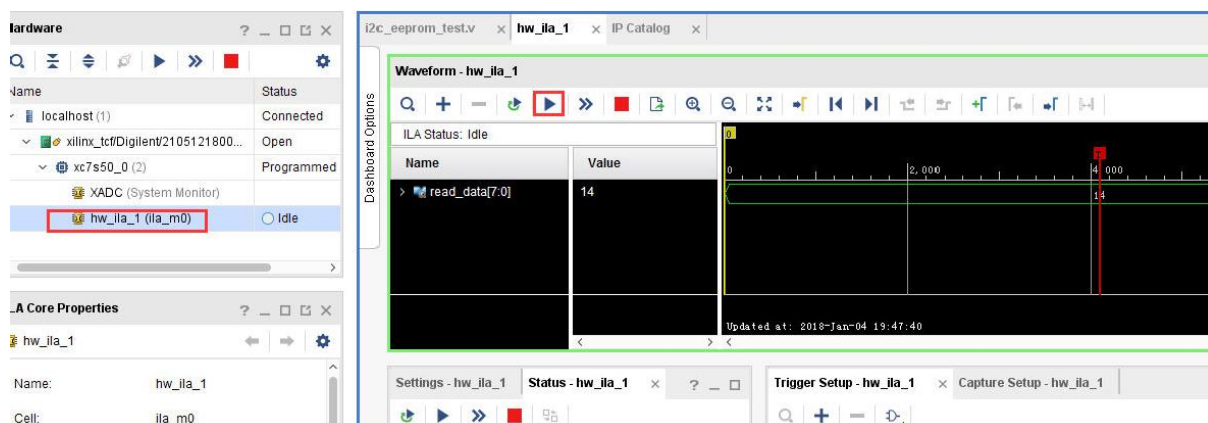 Hardware
Name
Status
localhost (1)
Connected
xilinx_tcf/Digilent/2105121800...
Open
xc7s50_0 (2)
Programmed
XADC (System Monitor)
hw_ila_1 (ila_m0)
Idle
ILA Core Properties
hw_ila_1
Name:
hw_ila_1
Cell:
ila_m0
i2c_eeprom_test.v
hw_ila_1
IP Catalog
Dashboard Options
Waveform - hw_ila_1
ILA Status: Idle
Name
Value
read_data[7:0]
14
0
0
2,000
4,000
14
Updated at: 2018-Jan-04 19:47:40
Settings - hw_ila_1
Status - hw_ila_1
Trigger Setup - hw_ila_1
Capture Setup - hw_ila_1